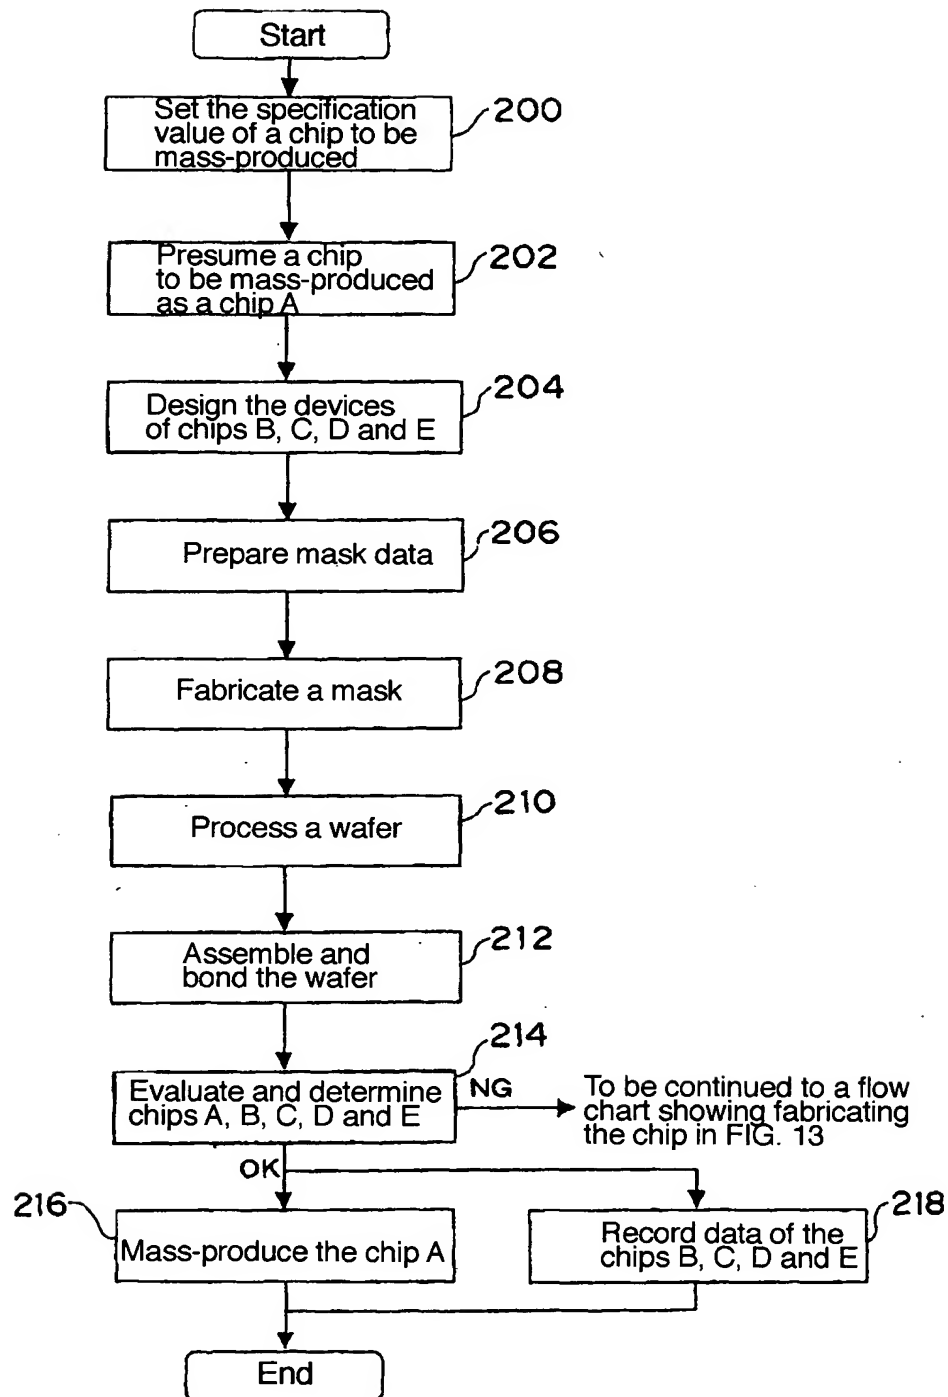 Start
Set the specification
value of a chip to be
mass-produced
200
Presume a chip
to be mass-produced
as a chip A
202
Design the devices
of chips B, C, D and E
204
Prepare mask data
206
Fabricate a mask
208
Process a wafer
210
Assemble and
bond the wafer
212
Evaluate and determine
chips A, B, C, D and E
214
NG
To be continued to a flow
chart showing fabricating
the chip in FIG. 13
OK
216
Mass-produce the chip A
Record data of the
chips B, C, D and E
218
End